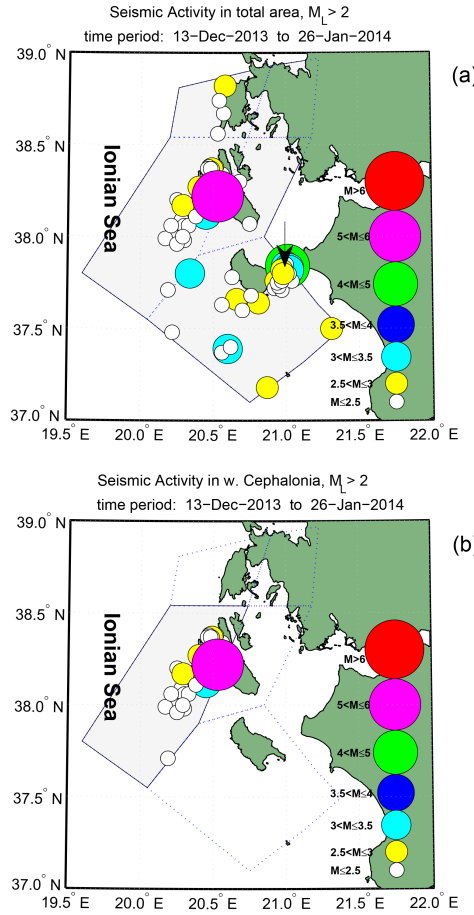 Seismic Activity in total area, M_L > 2
time period: 13−Dec−2013 to 26−Jan−2014
(a)
39.0° N
38.5° N
38.0° N
37.5° N
37.0° N
Ionian Sea
M>6
5<M≤6
4<M≤5
3.5<M≤4
3<M≤3.5
2.5<M≤3
M≤2.5
19.5° E 20.0° E 20.5° E 21.0° E 21.5° E 22.0° E
Seismic Activity in w. Cephalonia, M_L > 2
time period: 13−Dec−2013 to 26−Jan−2014
(b)
39.0° N
38.5° N
38.0° N
37.5° N
37.0° N
Ionian Sea
M>6
5<M≤6
4<M≤5
3.5<M≤4
3<M≤3.5
2.5<M≤3
M≤2.5
19.5° E 20.0° E 20.5° E 21.0° E 21.5° E 22.0° E